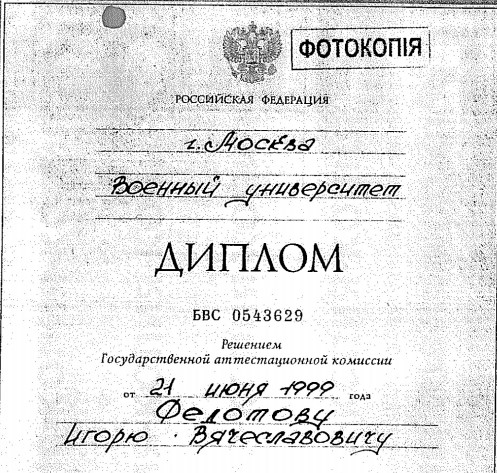 ФОТОКОПІЯ
РОССИЙСКАЯ ФЕДЕРАЦИЯ
г. Москва
Военный университет
ДИПЛОМ
БВС 0543629
Решением
Государственной аттестационной комиссии
от 21 июня 1999 года
Федотову
Игорю Вячеславовичу